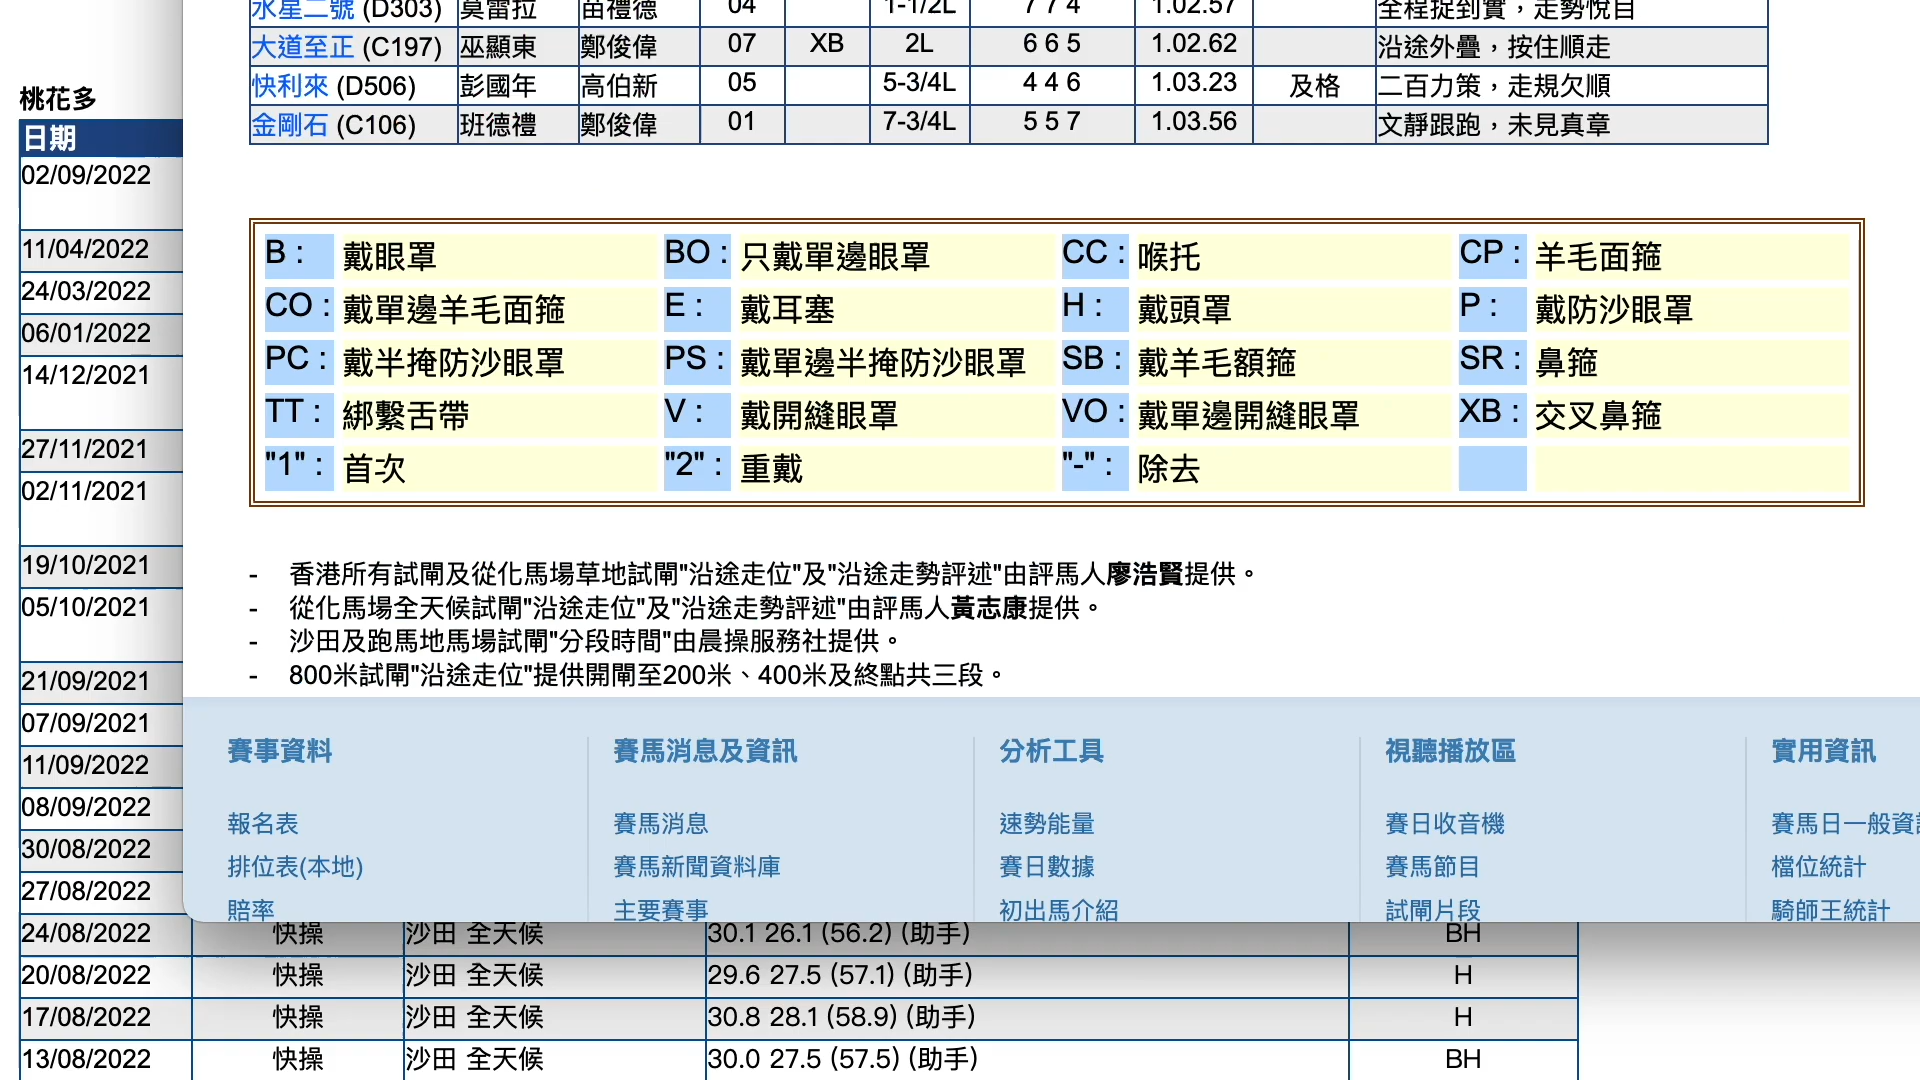 水星二號 (D303) 莫雷拉 苗禮德 04 1-1/2L 7 7 4 1.02.57 全程捉到實，走勢悅目
大道至正 (C197) 巫顯東 鄭俊偉 07 XB 2L 6 6 5 1.02.62 沿途外疊，按住順走
快利來 (D506) 彭國年 高伯新 05 5-3/4L 4 4 6 1.03.23 及格 二百力策，走規欠順
金剛石 (C106) 班德禮 鄭俊偉 01 7-3/4L 5 5 7 1.03.56 文靜跟跑，未見真章
桃花多
日期
02/09/2022
11/04/2022
24/03/2022
06/01/2022
14/12/2021
27/11/2021
02/11/2021
19/10/2021
05/10/2021
21/09/2021
07/09/2021
11/09/2022
08/09/2022
30/08/2022
27/08/2022
B : 戴眼罩 BO : 只戴單邊眼罩 CC : 喉托 CP : 羊毛面箍
CO : 戴單邊羊毛面箍 E : 戴耳塞 H : 戴頭罩 P : 戴防沙眼罩
PC : 戴半掩防沙眼罩 PS : 戴單邊半掩防沙眼罩 SB : 戴羊毛額箍 SR : 鼻箍
TT : 綁繫舌帶 V : 戴開縫眼罩 VO : 戴單邊開縫眼罩 XB : 交叉鼻箍
"1" : 首次 "2" : 重戴 "-" : 除去
- 香港所有試閘及從化馬場草地試閘"沿途走位"及"沿途走勢評述"由評馬人廖浩賢提供。
- 從化馬場全天候試閘"沿途走位"及"沿途走勢評述"由評馬人黃志康提供。
- 沙田及跑馬地馬場試閘"分段時間"由晨操服務社提供。
- 800米試閘"沿途走位"提供開閘至200米、400米及終點共三段。
賽事資料 賽馬消息及資訊 分析工具 視聽播放區 實用資訊
報名表 賽馬消息 速勢能量 賽日收音機 賽馬日一般資
排位表(本地) 賽馬新聞資料庫 賽日數據 賽馬節目 檔位統計
賠率 主要賽事 初出馬介紹 試閘片段 騎師王統計
24/08/2022 快操 沙田 全天候 30.1 26.1 (56.2) (助手) BH
20/08/2022 快操 沙田 全天候 29.6 27.5 (57.1) (助手) H
17/08/2022 快操 沙田 全天候 30.8 28.1 (58.9) (助手) H
13/08/2022 快操 沙田 全天候 30.0 27.5 (57.5) (助手) BH